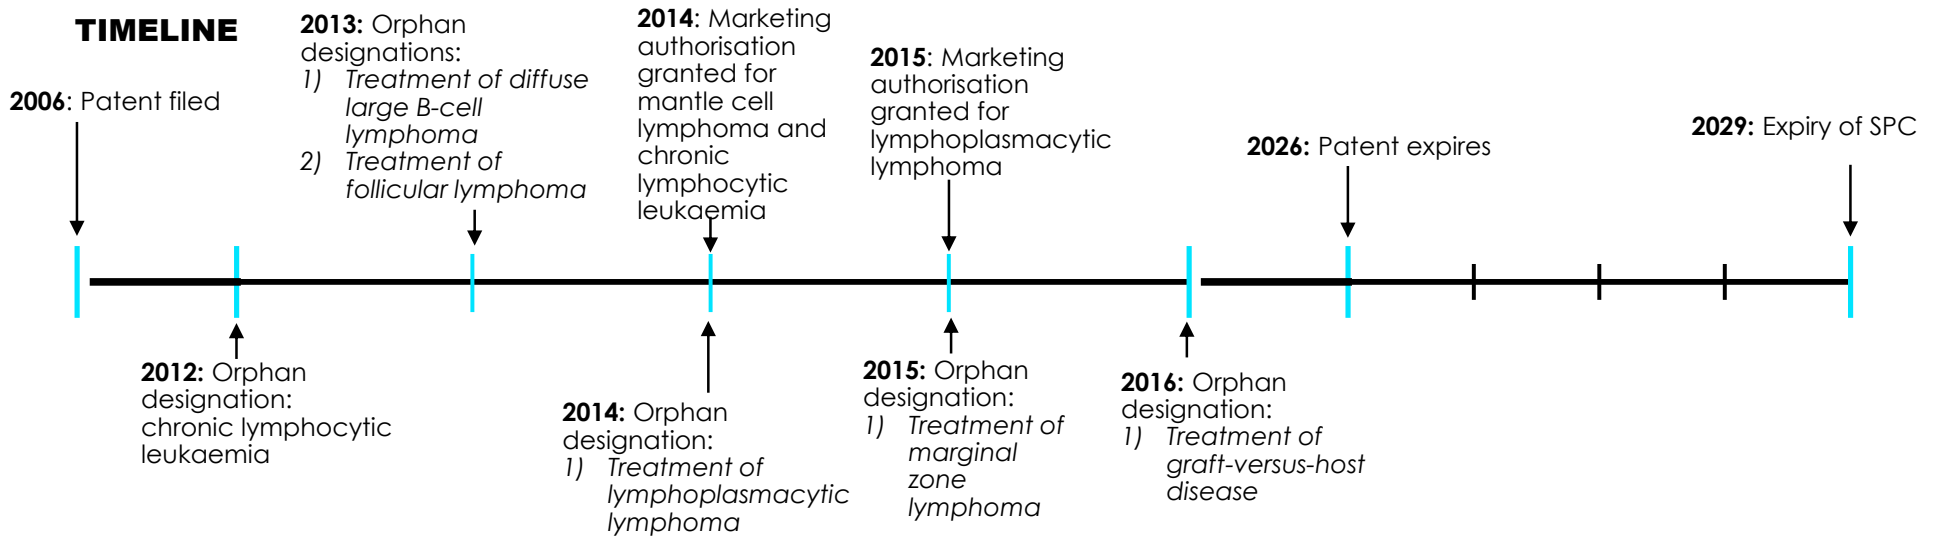 TIMELINE
2006: Patent filed
2013: Orphan
designations:
1) Treatment of diffuse
large B-cell
lymphoma
2) Treatment of
follicular lymphoma
2014: Marketing
authorisation
granted for
mantle cell
lymphoma and
chronic
lymphocytic
leukaemia
2015: Marketing
authorisation
granted for
lymphoplasmacytic
lymphoma
2026: Patent expires
2029: Expiry of SPC
2012: Orphan
designation:
chronic lymphocytic
leukaemia
2014: Orphan
designation:
1) Treatment of
lymphoplasmacytic
lymphoma
2015: Orphan
designation:
1) Treatment of
marginal
zone
lymphoma
2016: Orphan
designation:
1) Treatment of
graft-versus-host
disease